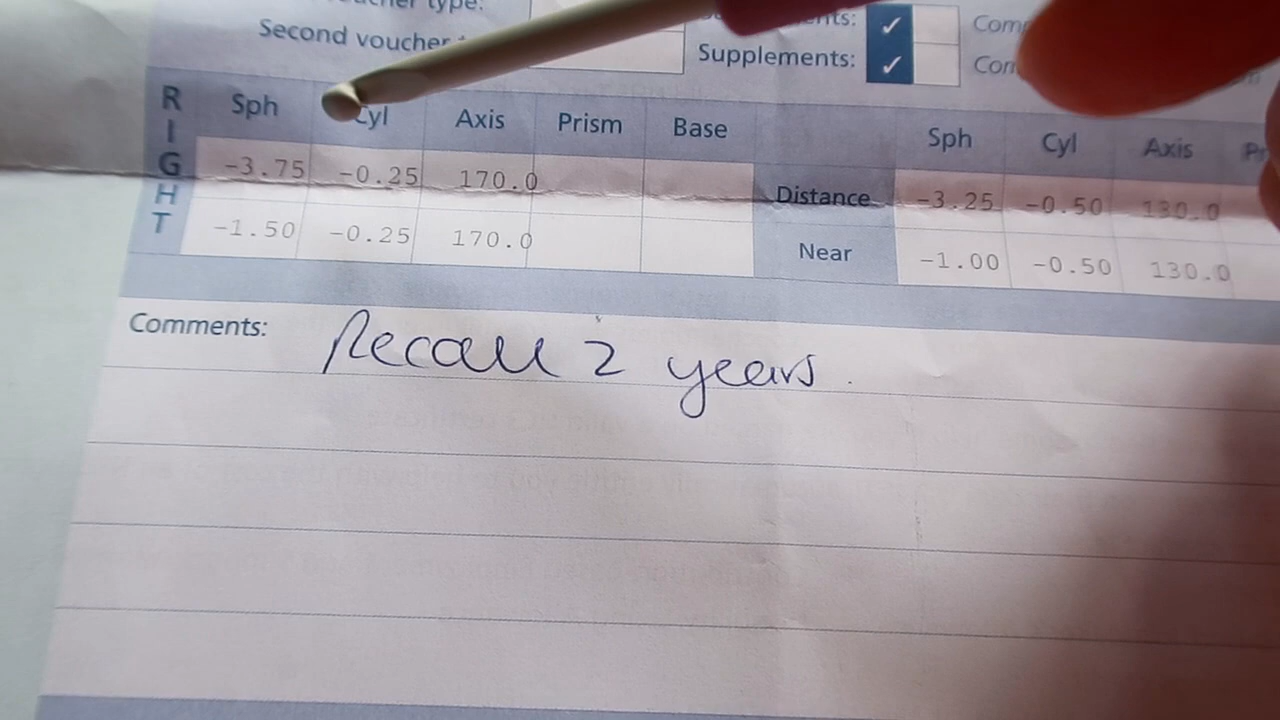 type:
Second voucher
Supplements:
RIGHT Sph Cyl Axis Prism Base Sph Cyl Axis
-3.75 -0.25 170.0 Distance -3.25 -0.50 130.0
-1.50 -0.25 170.0 Near -1.00 -0.50 130.0
Comments: Recall 2 years.